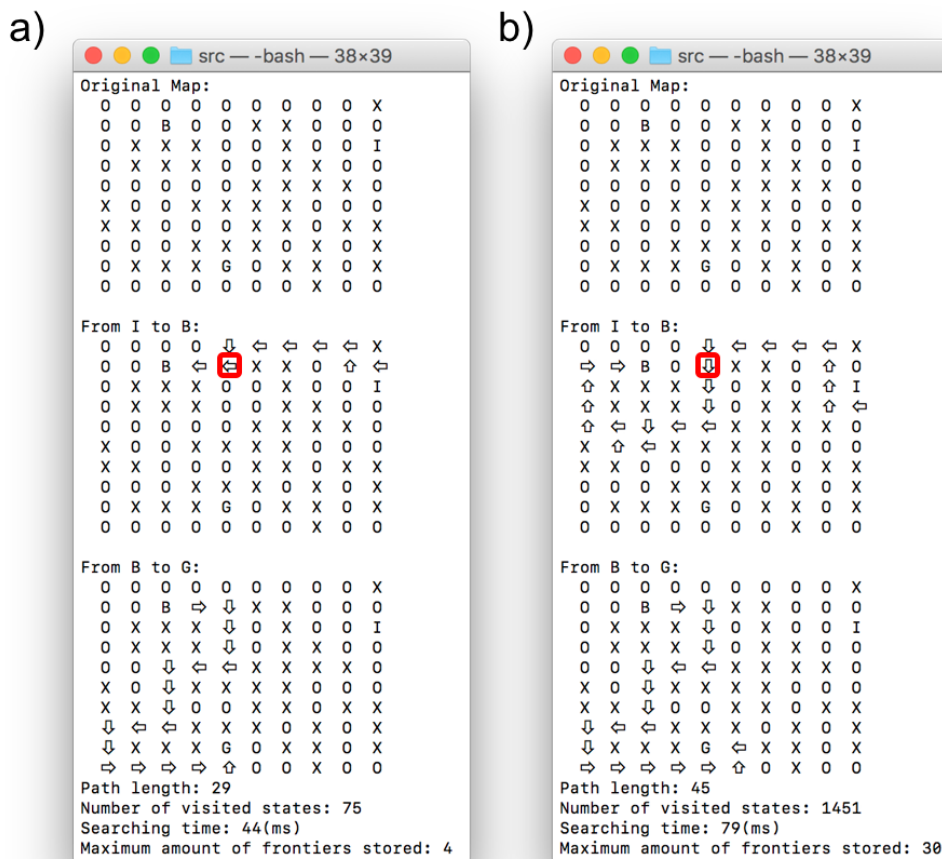 a)
src — -bash — 38×39
Original Map:
O O O O O O O O O X
O O B O O X X O O O
O X X X O O X O O I
O X X X O O X X O O
O O O O O X X X X O
X O O X X X X O O O
X X O O O X O O X X
O O O X X X O X O X
O X X X G O X X O X
O O O O O O O X O O
From I to B:
O O O O ⇩ ⇦ ⇦ ⇦ ⇦ X
O O B ⇦ ⇦ X X O ⇧ ⇦
O X X X O O X O O I
O X X X O O X X O O
O O O O O X X X X O
X O O X X X X O O O
X X O O O X O O X X
O O O X X X O X O X
O X X X G O X X O X
O O O O O O O X O O
From B to G:
O O O O O O O O O X
O O B ⇨ ⇩ X X O O O
O X X X ⇩ O X O O I
O X X X ⇩ O X X O O
O O ⇩ ⇦ ⇦ X X X X O
X O ⇩ X X X X O O O
X X ⇩ O O X O O X X
⇩ ⇦ ⇦ X X X O X O X
⇩ X X X G O X X O X
⇨ ⇨ ⇨ ⇨ ⇧ O O X O O
Path length: 29
Number of visited states: 75
Searching time: 44(ms)
Maximum amount of frontiers stored: 4
b)
src — -bash — 38×39
Original Map:
O O O O O O O O O X
O O B O O X X O O O
O X X X O O X O O I
O X X X O O X X O O
O O O O O X X X X O
X O O X X X X O O O
X X O O O X O O X X
O O O X X X O X O X
O X X X G O X X O X
O O O O O O O X O O
From I to B:
O O O O ⇩ ⇦ ⇦ ⇦ ⇦ X
⇨ ⇨ B O ⇩ X X O ⇧ O
⇧ X X X ⇩ O X O ⇧ I
⇧ X X X ⇩ O X X ⇧ ⇦
⇧ ⇦ ⇩ ⇦ ⇦ X X X X O
X ⇧ ⇦ X X X X O O O
X X O O O X O O X X
O O O X X X O X O X
O X X X G O X X O X
O O O O O O O X O O
From B to G:
O O O O O O O O O X
O O B ⇨ ⇩ X X O O O
O X X X ⇩ O X O O I
O X X X ⇩ O X X O O
O O ⇩ ⇦ ⇦ X X X X O
X O ⇩ X X X X O O O
X X ⇩ O O X O O X X
⇩ ⇦ ⇦ X X X O X O X
⇩ X X X G ⇦ X X O X
⇨ ⇨ ⇨ ⇨ ⇨ ⇧ O X O O
Path length: 45
Number of visited states: 1451
Searching time: 79(ms)
Maximum amount of frontiers stored: 30